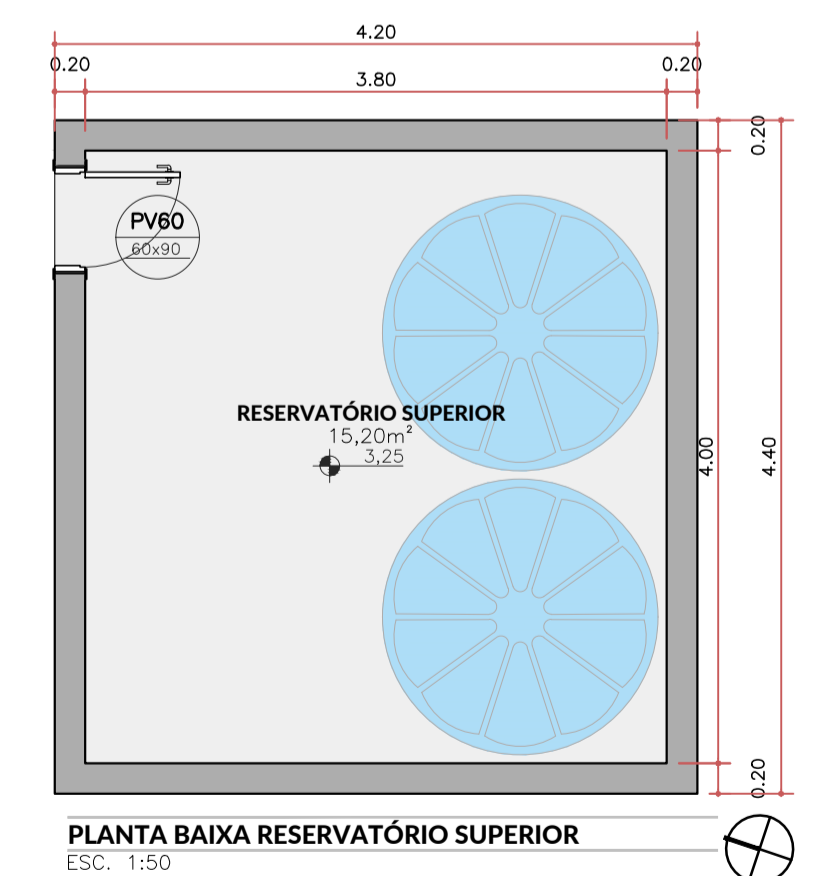 4.20
0.20
0.20
3.80
0.20
PV60
60x90
RESERVATÓRIO SUPERIOR
15,20m²
3,25
4.00
4.40
0.20
PLANTA BAIXA RESERVATÓRIO SUPERIOR
ESC. 1:50